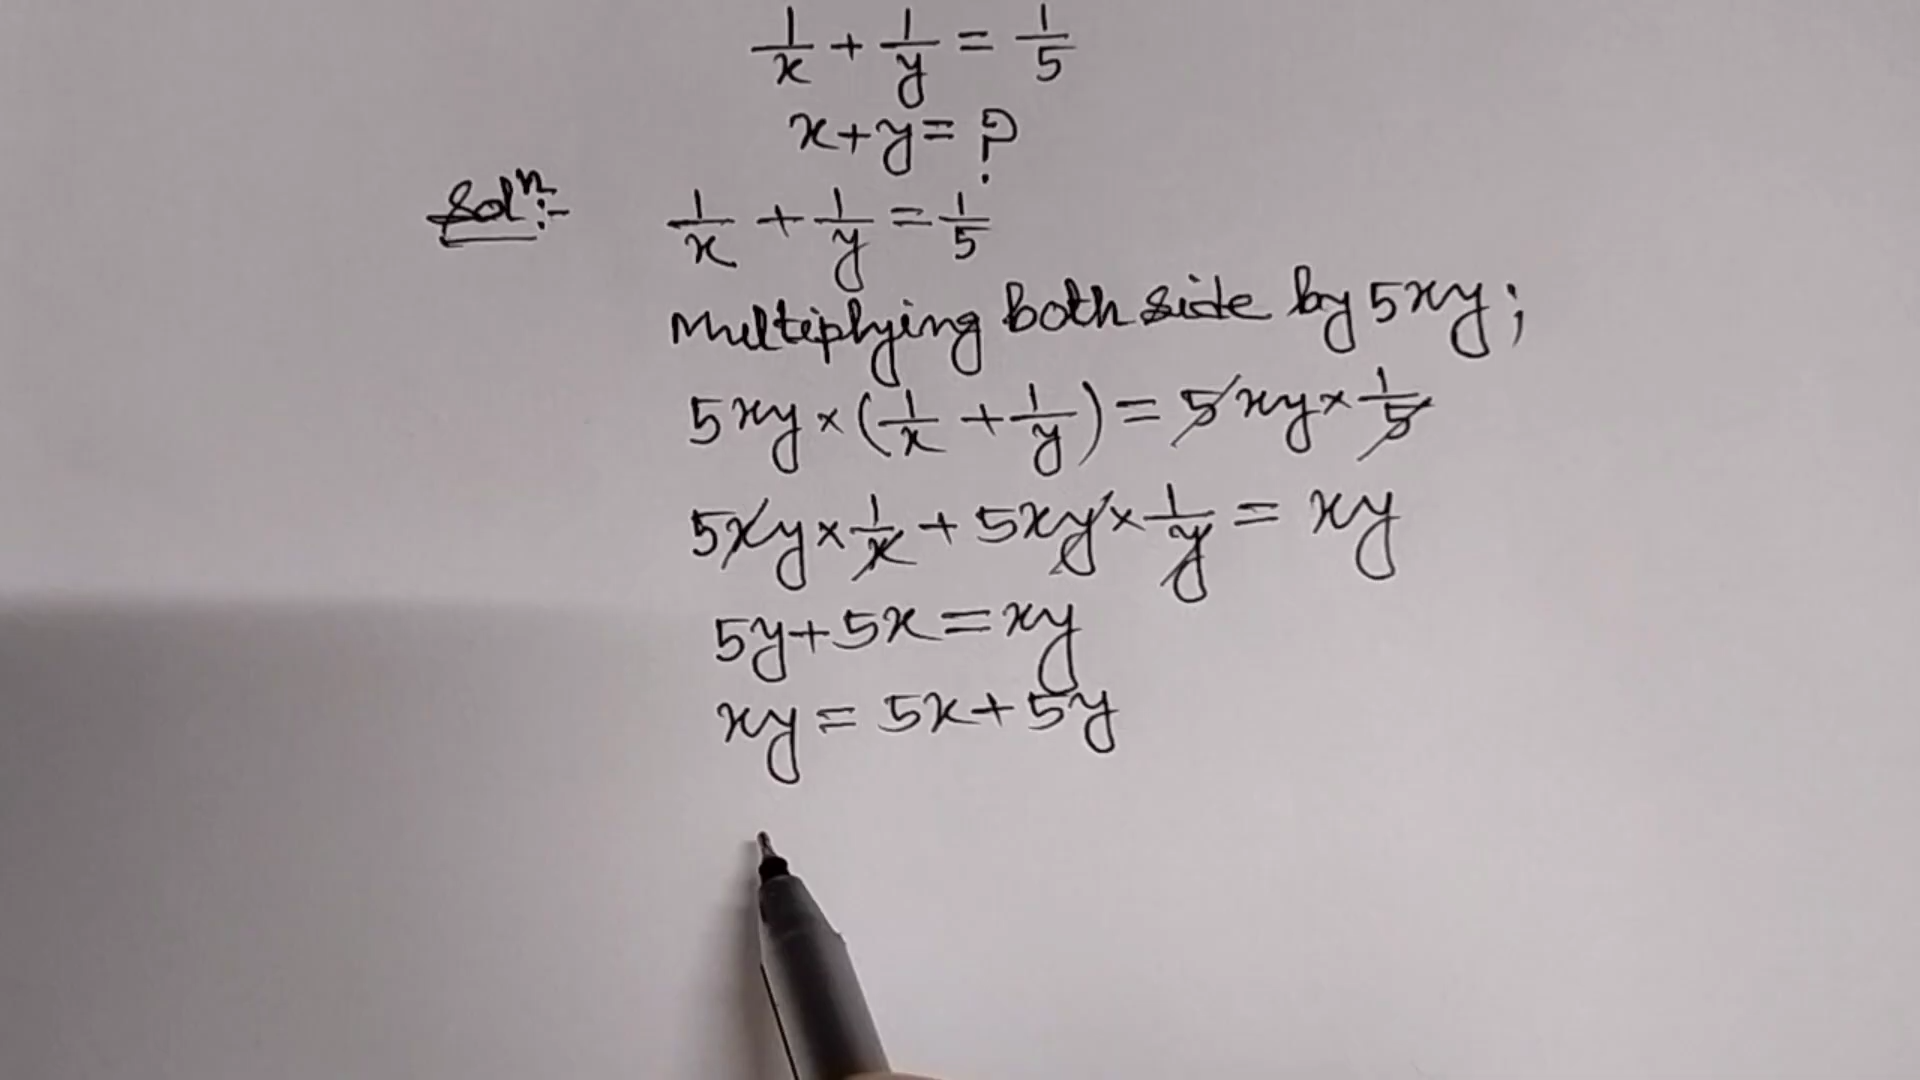 1/x + 1/y = 1/5
x+y= ?
Solⁿ:- 1/x + 1/y = 1/5
Multiplying both side by 5xy;
5xy × (1/x + 1/y) = 5xy × 1/5
5xy × 1/x + 5xy × 1/y = xy
5y+5x = xy
xy = 5x+5y